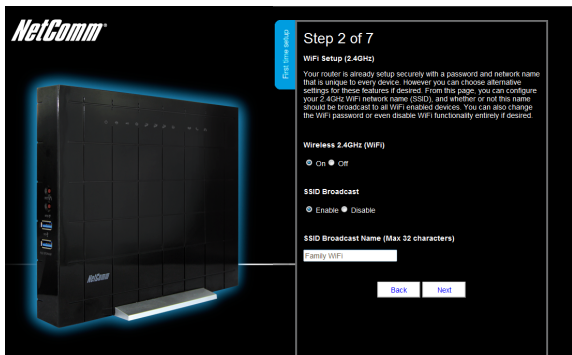 NetComm
First time setup
Step 2 of 7
WiFi Setup (2.4GHz)
Your router is already setup securely with a password and network name
that is unique to every device. However you can choose alternative
settings for these features if desired. From this page, you can configure
your 2.4GHz WiFi network name (SSID), and whether or not this name
should be broadcast to all WiFi enabled devices. You can also change
the WiFi password or even disable WiFi functionality entirely if desired.
Wireless 2.4GHz (WiFi)
On Off
SSID Broadcast
Enable Disable
SSID Broadcast Name (Max 32 characters)
Family WiFi
Back Next
NetComm